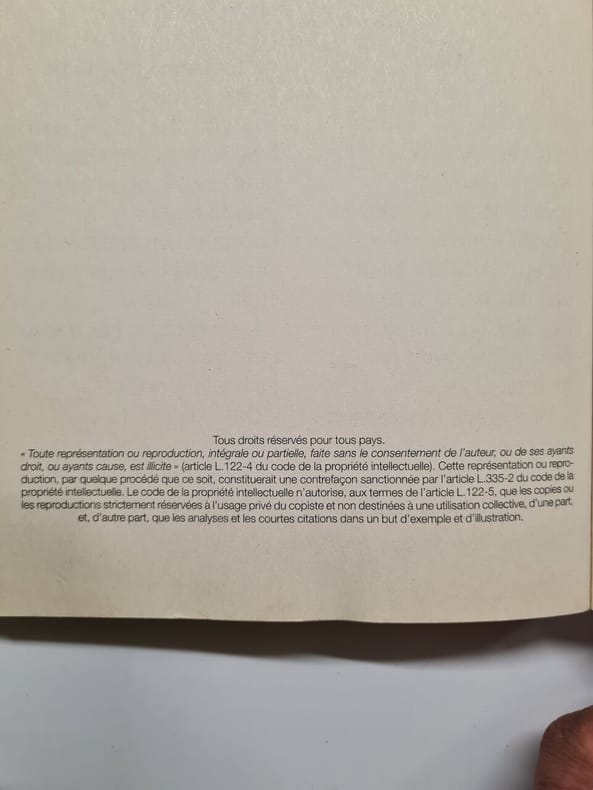 Tous droits réservés pour tous pays.
« Toute représentation ou reproduction, intégrale ou partielle, faite sans le consentement de l'auteur, ou de ses ayants
droit, ou ayants cause, est illicite » (article L.122-4 du code de la propriété intellectuelle). Cette représentation ou repro-
duction, par quelque procédé que ce soit, constituerait une contrefaçon sanctionnée par l'article L.335-2 du code de la
propriété intellectuelle. Le code de la propriété intellectuelle n'autorise, aux termes de l'article L.122-5, que les copies ou
les reproductions strictement réservées à l'usage privé du copiste et non destinées à une utilisation collective, d'une part,
et, d'autre part, que les analyses et les courtes citations dans un but d'exemple et d'illustration.